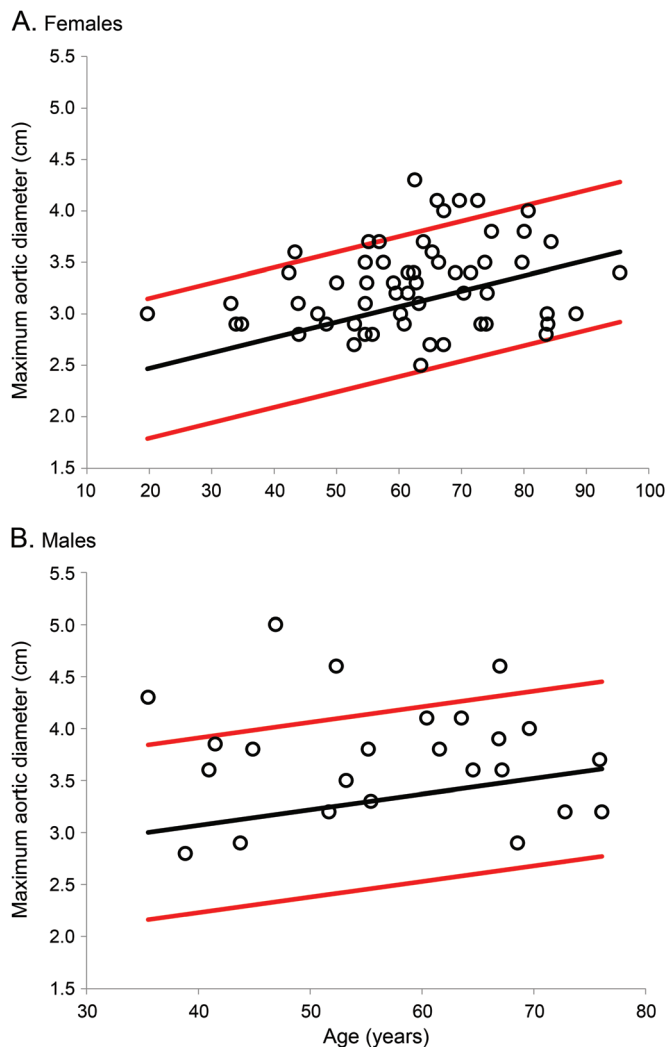 A. Females
5.5
5.0
4.5
4.0
3.5
3.0
2.5
2.0
1.5
Maximum aortic diameter (cm)
10 20 30 40 50 60 70 80 90 100
B. Males
5.5
5.0
4.5
4.0
3.5
3.0
2.5
2.0
1.5
Maximum aortic diameter (cm)
30 40 50 60 70 80
Age (years)